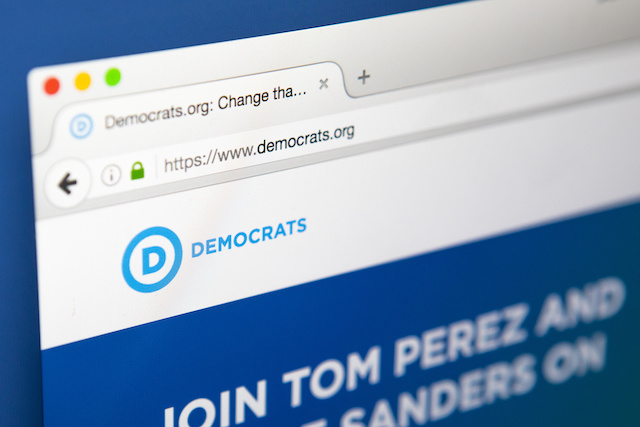 Democrats.org: Change tha...
https://www.democrats.org
D DEMOCRATS
JOIN TOM PEREZ AND
SANDERS ON